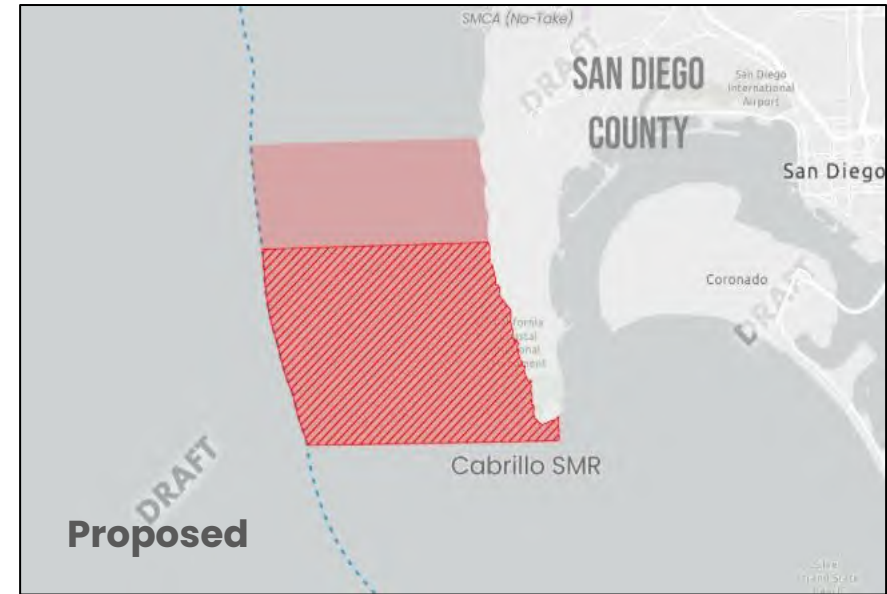 SMCA (No-Take)
DRAFT
SAN DIEGO
COUNTY
San Diego
International
Airport
San Diego
Coronado
DRAFT
Cabrillo SMR
DRAFT
Proposed